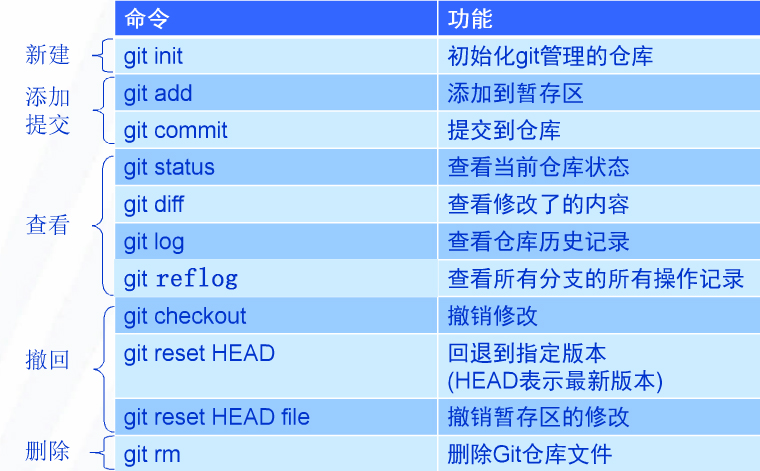 命令 功能
新建 git init 初始化git管理的仓库
添加 git add 添加到暂存区
提交 git commit 提交到仓库
git status 查看当前仓库状态
git diff 查看修改了的内容
查看 git log 查看仓库历史记录
git reflog 查看所有分支的所有操作记录
git checkout 撤销修改
撤回 git reset HEAD 回退到指定版本
(HEAD表示最新版本)
git reset HEAD file 撤销暂存区的修改
删除 git rm 删除Git仓库文件